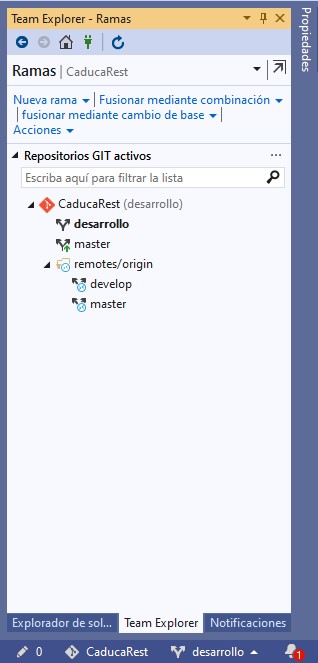 Team Explorer - Ramas
Propiedades
Ramas | CaducaRest
Nueva rama | Fusionar mediante combinación
| fusionar mediante cambio de base |
Acciones
Repositorios GIT activos ...
Escriba aquí para filtrar la lista
CaducaRest (desarrollo)
desarrollo
master
remotes/origin
develop
master
Explorador de sol... Team Explorer Notificaciones
0 CaducaRest desarrollo 1